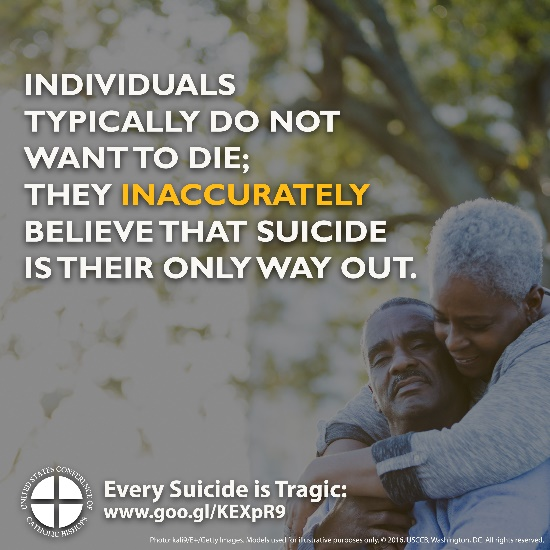 INDIVIDUALS
TYPICALLY DO NOT
WANT TO DIE;
THEY INACCURATELY
BELIEVE THAT SUICIDE
IS THEIR ONLY WAY OUT.
UNITED STATES CONFERENCE OF
CATHOLIC BISHOPS
Every Suicide is Tragic:
www.goo.gl/KEXpR9
Photo: kali9/E+/Getty Images. Models used for illustrative purposes only. © 2016, USCCB, Washington, DC. All rights reserved.